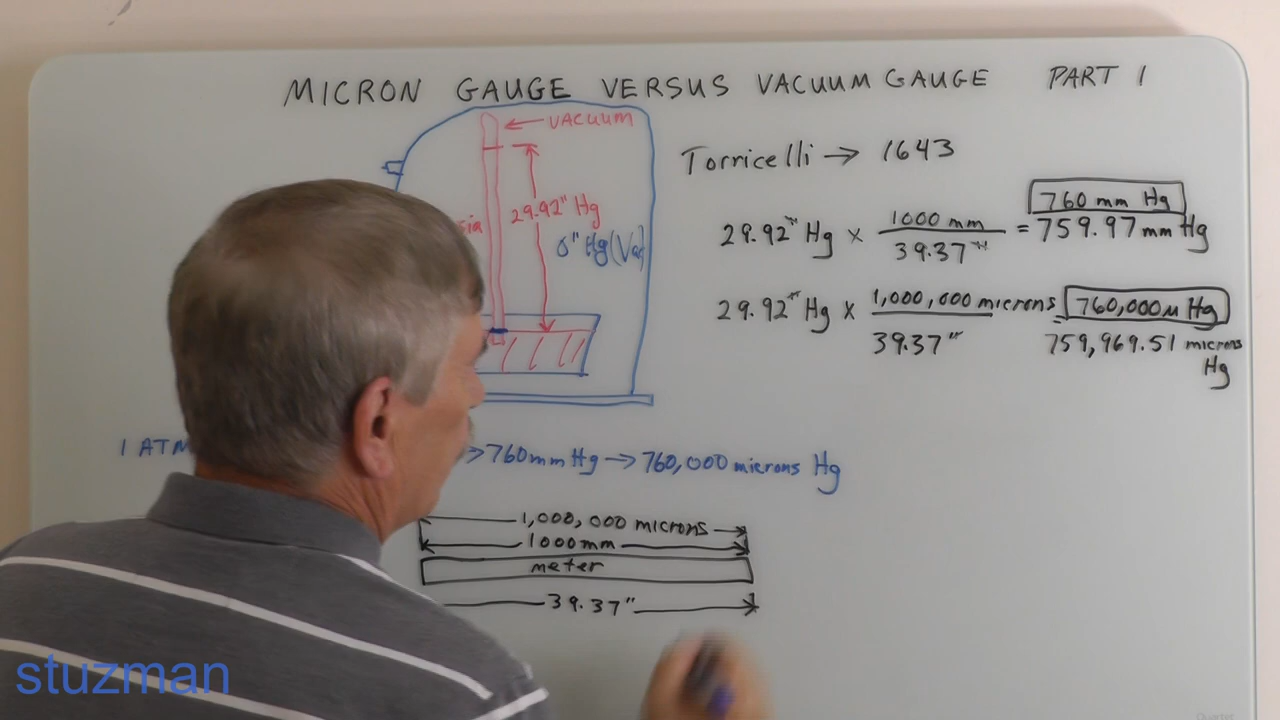 MICRON GAUGE VERSUS VACUUM GAUGE PART 1
VACUUM
29.92" Hg
0" Hg (Vac)
Torricelli → 1643
29.92" Hg × 1000 mm / 39.37" = 759.97 mm Hg
760 mm Hg
29.92" Hg × 1,000,000 microns / 39.37" = 759,969.51 microns Hg
760,000 μ Hg
1 ATM
→ 760 mm Hg → 760,000 microns Hg
1,000,000 microns
1000 mm
meter
39.37"
stuzman